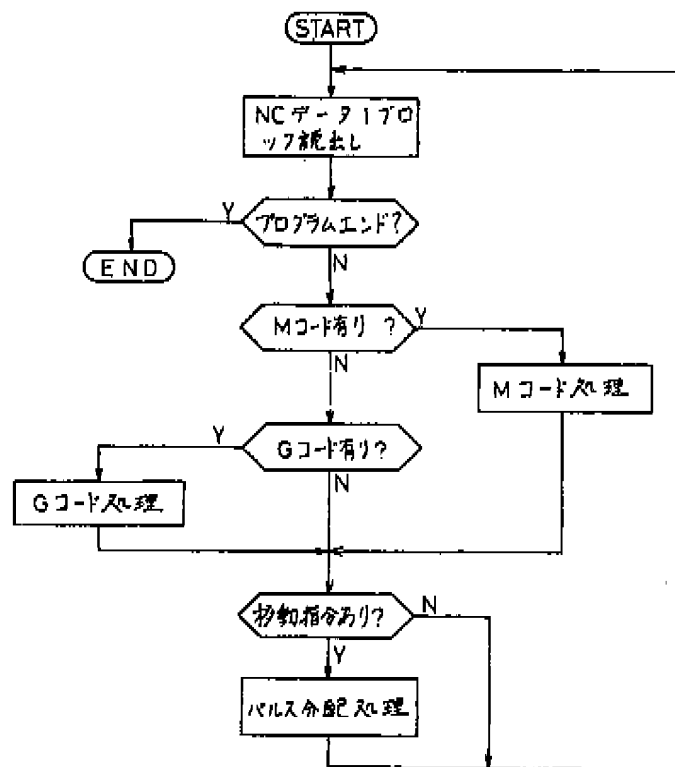 START
NCデータ1ブロ
ック読出し
Y
プログラムエンド?
END
N
Mコード有り?
Y
N
Mコード処理
Y
Gコード有り?
N
Gコード処理
移動指令あり?
N
Y
パルス分配処理